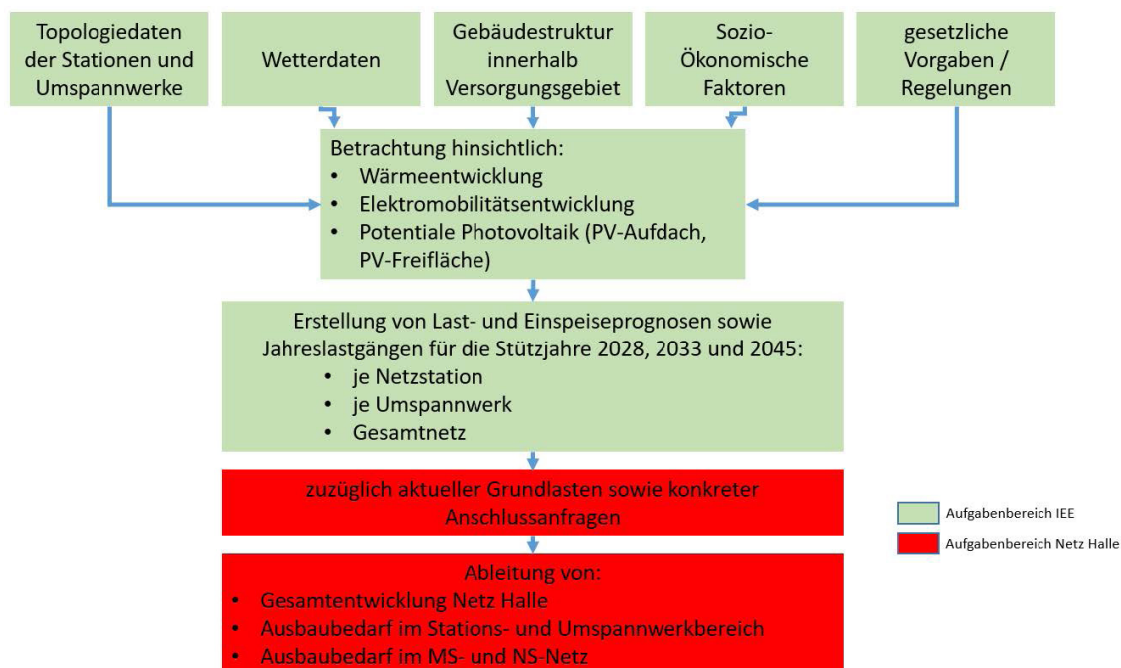 Topologiedaten
der Stationen und
Umspannwerke
Wetterdaten
Gebäudestruktur
innerhalb
Versorgungsgebiet
Sozio-
Ökonomische
Faktoren
gesetzliche
Vorgaben /
Regelungen
Betrachtung hinsichtlich:
• Wärmeentwicklung
• Elektromobilitätsentwicklung
• Potentiale Photovoltaik (PV-Aufdach,
PV-Freifläche)
Erstellung von Last- und Einspeiseprognosen sowie
Jahreslastgängen für die Stützjahre 2028, 2033 und 2045:
• je Netzstation
• je Umspannwerk
• Gesamtnetz
zuzüglich aktueller Grundlasten sowie konkreter
Anschlussanfragen
Ableitung von:
• Gesamtentwicklung Netz Halle
• Ausbaubedarf im Stations- und Umspannwerkbereich
• Ausbaubedarf im MS- und NS-Netz
Aufgabenbereich IEE
Aufgabenbereich Netz Halle